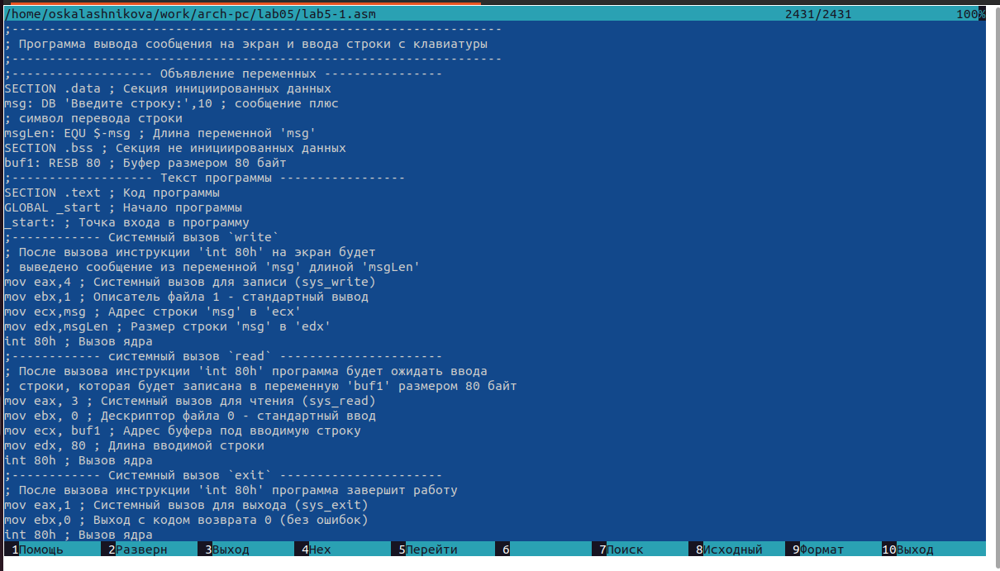 /home/oskalashnikova/work/arch-pc/lab05/lab5-1.asm 2431/2431 100%
;------------------------------------------------------------------
; Программа вывода сообщения на экран и ввода строки с клавиатуры
;------------------------------------------------------------------
;------------------- Объявление переменных ----------------
SECTION .data ; Секция инициированных данных
msg: DB 'Введите строку:',10 ; сообщение плюс
; символ перевода строки
msgLen: EQU $-msg ; Длина переменной 'msg'
SECTION .bss ; Секция не инициированных данных
buf1: RESB 80 ; Буфер размером 80 байт
;------------------- Текст программы -----------------
SECTION .text ; Код программы
GLOBAL _start ; Начало программы
_start: ; Точка входа в программу
;------------ Системный вызов `write`
; После вызова инструкции 'int 80h' на экран будет
; выведено сообщение из переменной 'msg' длиной 'msgLen'
mov eax,4 ; Системный вызов для записи (sys_write)
mov ebx,1 ; Описатель файла 1 - стандартный вывод
mov ecx,msg ; Адрес строки 'msg' в 'ecx'
mov edx,msgLen ; Размер строки 'msg' в 'edx'
int 80h ; Вызов ядра
;------------ системный вызов `read` ----------------------
; После вызова инструкции 'int 80h' программа будет ожидать ввода
; строки, которая будет записана в переменную 'buf1' размером 80 байт
mov eax, 3 ; Системный вызов для чтения (sys_read)
mov ebx, 0 ; Дескриптор файла 0 - стандартный ввод
mov ecx, buf1 ; Адрес буфера под вводимую строку
mov edx, 80 ; Длина вводимой строки
int 80h ; Вызов ядра
;------------ Системный вызов `exit` ----------------------
; После вызова инструкции 'int 80h' программа завершит работу
mov eax,1 ; Системный вызов для выхода (sys_exit)
mov ebx,0 ; Выход с кодом возврата 0 (без ошибок)
int 80h ; Вызов ядра
1Помощь 2Разверн 3Выход 4Hex 5Перейти 6 7Поиск 8Исходный 9Формат 10Выход